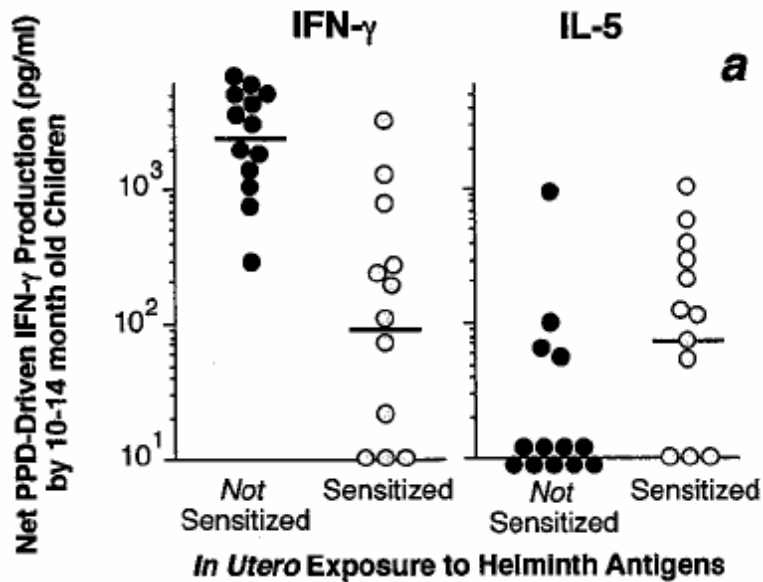 IFN-γ
IL-5
a
Net PPD-Driven IFN-γ Production (pg/ml)
by 10-14 month old Children
10³
10²
10¹
Not
Sensitized
Sensitized
Not
Sensitized
Sensitized
In Utero Exposure to Helminth Antigens